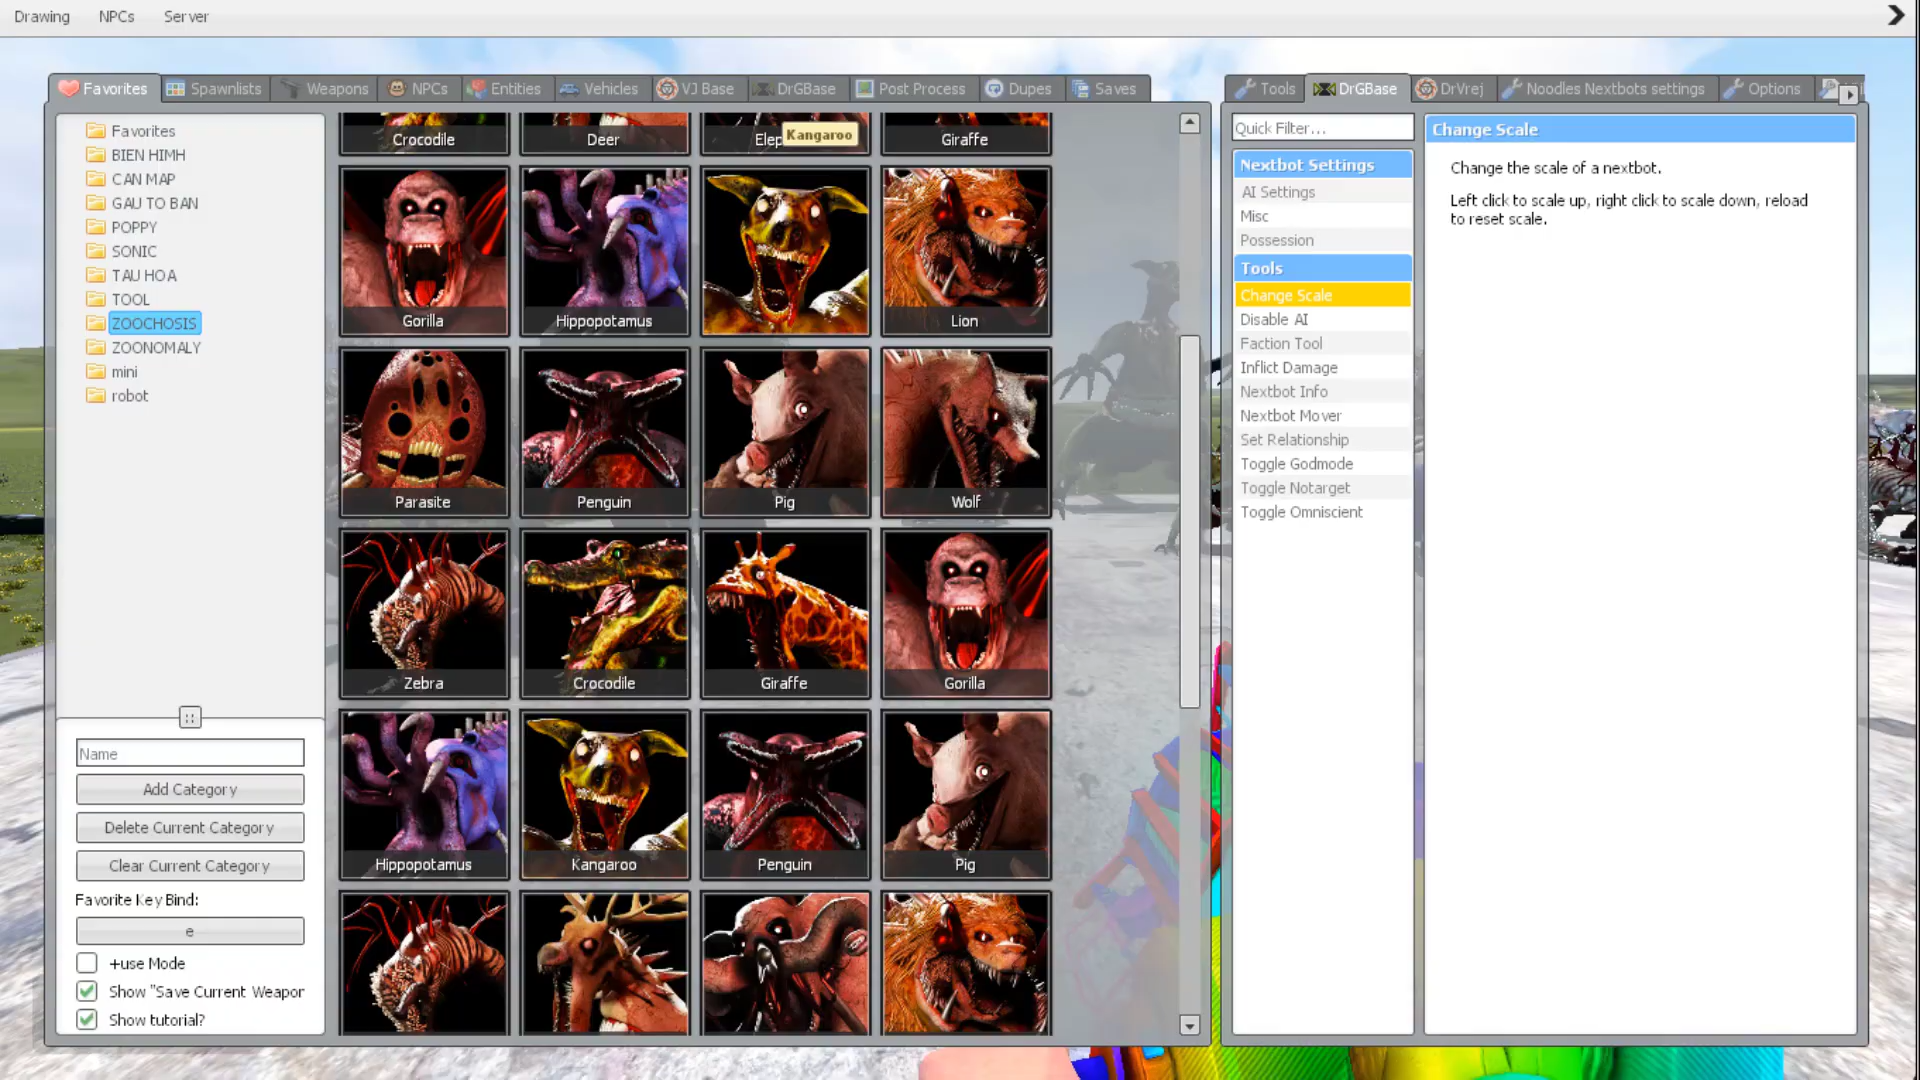 Drawing NPCs Server
Favorites Spawnlists Weapons NPCs Entities Vehicles VJ Base DrGBase Post Process Dupes Saves
Tools DrGBase DrVrej Noodles Nextbots settings Options
Favorites
BIEN HIMH
CAN MAP
GAU TO BAN
POPPY
SONIC
TAU HOA
TOOL
ZOOCHOSIS
ZOONOMALY
mini
robot
Name
Add Category
Delete Current Category
Clear Current Category
Favorite Key Bind:
e
+use Mode
Show "Save Current Weapor
Show tutorial?
Crocodile Deer Elep Giraffe
Kangaroo
Gorilla Hippopotamus Lion
Parasite Penguin Pig Wolf
Zebra Crocodile Giraffe Gorilla
Hippopotamus Kangaroo Penguin Pig
Quick Filter...
Nextbot Settings
AI Settings
Misc
Possession
Tools
Change Scale
Disable AI
Faction Tool
Inflict Damage
Nextbot Info
Nextbot Mover
Set Relationship
Toggle Godmode
Toggle Notarget
Toggle Omniscient
Change Scale
Change the scale of a nextbot.
Left click to scale up, right click to scale down, reload
to reset scale.